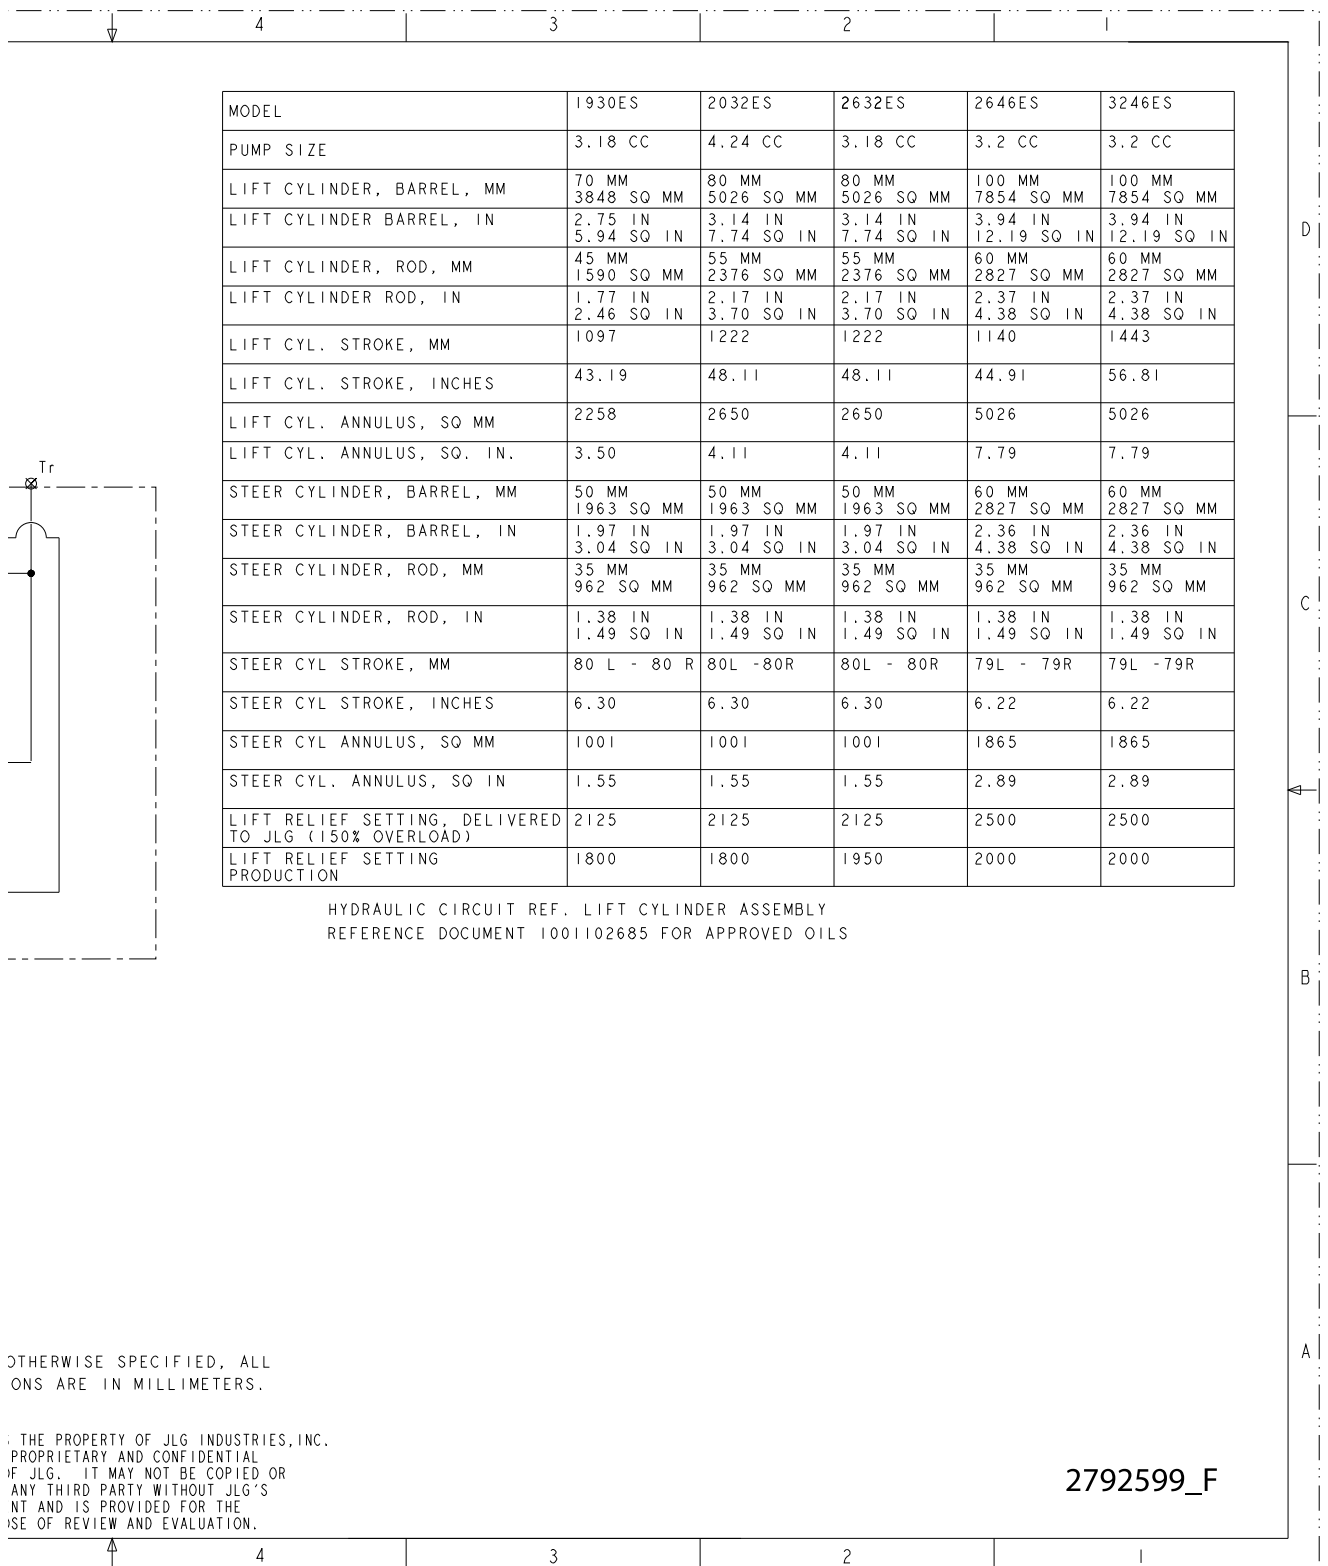 4 3 2 1
MODEL 1930ES 2032ES 2632ES 2646ES 3246ES
PUMP SIZE 3.18 CC 4.24 CC 3.18 CC 3.2 CC 3.2 CC
LIFT CYLINDER, BARREL, MM 70 MM 80 MM 80 MM 100 MM 100 MM
3848 SQ MM 5026 SQ MM 5026 SQ MM 7854 SQ MM 7854 SQ MM
LIFT CYLINDER BARREL, IN 2.75 IN 3.14 IN 3.14 IN 3.94 IN 3.94 IN
5.94 SQ IN 7.74 SQ IN 7.74 SQ IN 12.19 SQ IN 12.19 SQ IN
D
LIFT CYLINDER, ROD, MM 45 MM 55 MM 55 MM 60 MM 60 MM
1590 SQ MM 2376 SQ MM 2376 SQ MM 2827 SQ MM 2827 SQ MM
LIFT CYLINDER ROD, IN 1.77 IN 2.17 IN 2.17 IN 2.37 IN 2.37 IN
2.46 SQ IN 3.70 SQ IN 3.70 SQ IN 4.38 SQ IN 4.38 SQ IN
LIFT CYL. STROKE, MM 1097 1222 1222 1140 1443
LIFT CYL. STROKE, INCHES 43.19 48.11 48.11 44.91 56.81
LIFT CYL. ANNULUS, SQ MM 2258 2650 2650 5026 5026
LIFT CYL. ANNULUS, SQ. IN. 3.50 4.11 4.11 7.79 7.79
Tr
STEER CYLINDER, BARREL, MM 50 MM 50 MM 50 MM 60 MM 60 MM
1963 SQ MM 1963 SQ MM 1963 SQ MM 2827 SQ MM 2827 SQ MM
STEER CYLINDER, BARREL, IN 1.97 IN 1.97 IN 1.97 IN 2.36 IN 2.36 IN
3.04 SQ IN 3.04 SQ IN 3.04 SQ IN 4.38 SQ IN 4.38 SQ IN
STEER CYLINDER, ROD, MM 35 MM 35 MM 35 MM 35 MM 35 MM
962 SQ MM 962 SQ MM 962 SQ MM 962 SQ MM 962 SQ MM
C
STEER CYLINDER, ROD, IN 1.38 IN 1.38 IN 1.38 IN 1.38 IN 1.38 IN
1.49 SQ IN 1.49 SQ IN 1.49 SQ IN 1.49 SQ IN 1.49 SQ IN
STEER CYL STROKE, MM 80 L - 80 R 80L -80R 80L - 80R 79L - 79R 79L -79R
STEER CYL STROKE, INCHES 6.30 6.30 6.30 6.22 6.22
STEER CYL ANNULUS, SQ MM 1001 1001 1001 1865 1865
STEER CYL. ANNULUS, SQ IN 1.55 1.55 1.55 2.89 2.89
LIFT RELIEF SETTING, DELIVERED 2125 2125 2125 2500 2500
TO JLG (150% OVERLOAD)
LIFT RELIEF SETTING 1800 1800 1950 2000 2000
PRODUCTION
HYDRAULIC CIRCUIT REF. LIFT CYLINDER ASSEMBLY
REFERENCE DOCUMENT 1001102685 FOR APPROVED OILS
B
A
OTHERWISE SPECIFIED, ALL
ONS ARE IN MILLIMETERS.
THE PROPERTY OF JLG INDUSTRIES,INC.
PROPRIETARY AND CONFIDENTIAL
OF JLG. IT MAY NOT BE COPIED OR
ANY THIRD PARTY WITHOUT JLG'S
NT AND IS PROVIDED FOR THE
SE OF REVIEW AND EVALUATION.
2792599_F
4 3 2 1